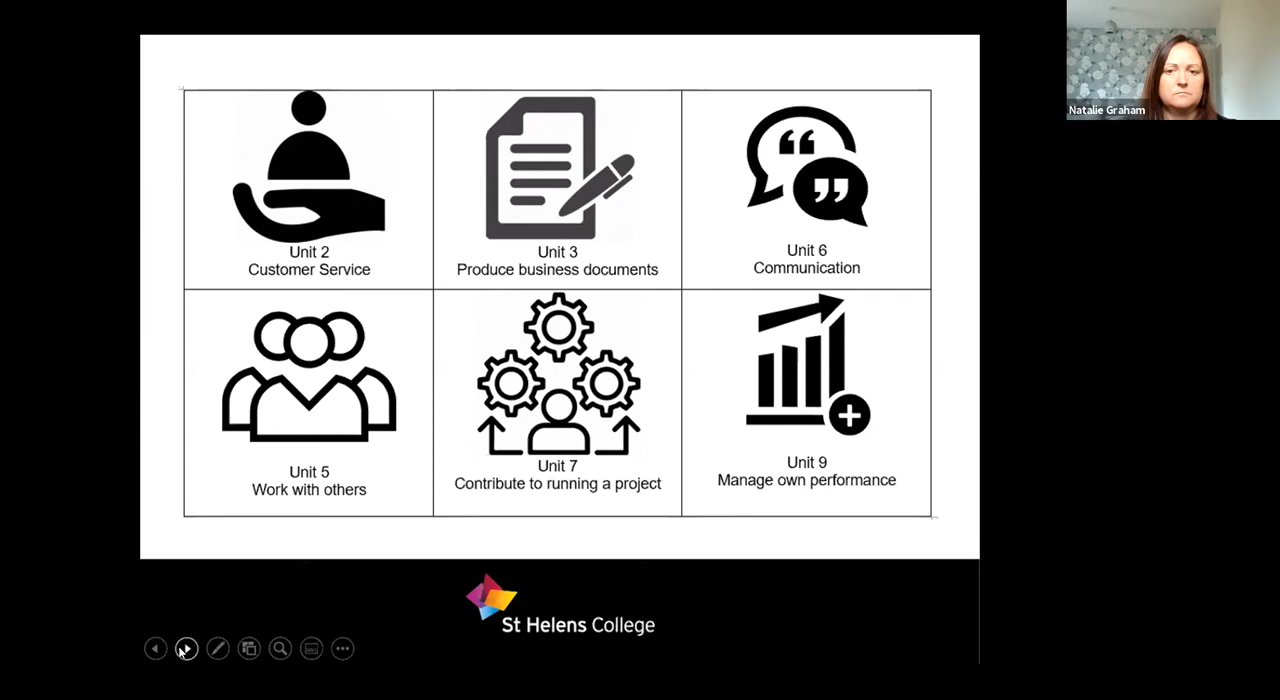 Natalie Graham
Unit 2
Customer Service
Unit 3
Produce business documents
Unit 6
Communication
Unit 5
Work with others
Unit 7
Contribute to running a project
Unit 9
Manage own performance
St Helens College